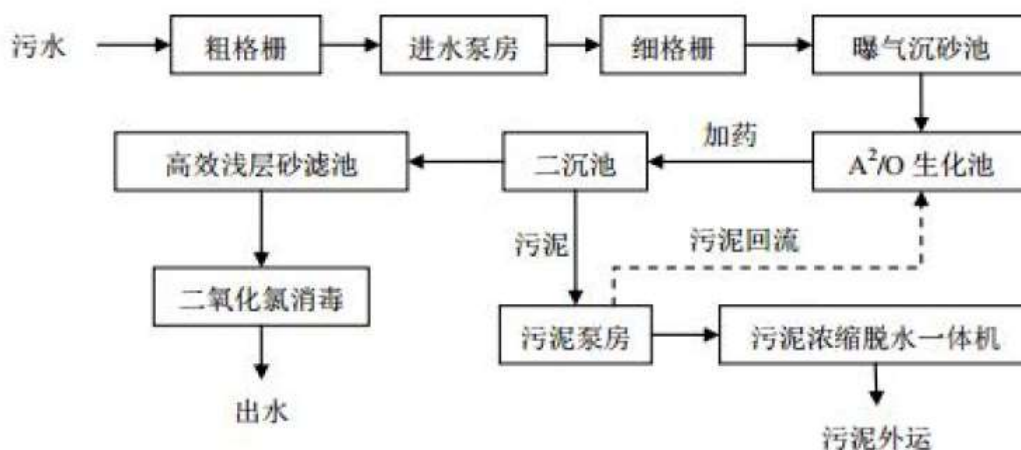 污水
粗格栅
进水泵房
细格栅
曝气沉砂池
高效浅层砂滤池
二沉池
加药
A²/O 生化池
污泥
污泥回流
二氧化氯消毒
污泥泵房
污泥浓缩脱水一体机
出水
污泥外运